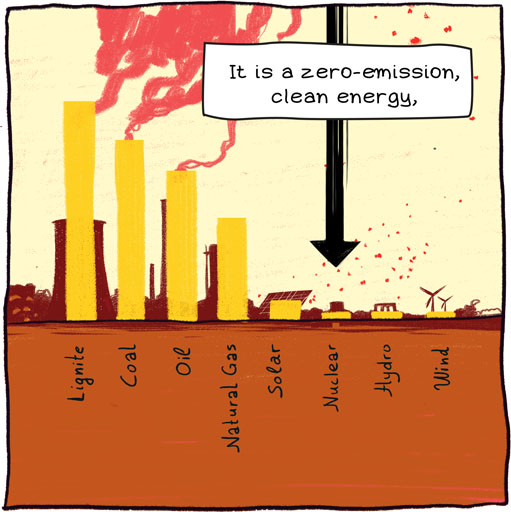 It is a zero-emission,
clean energy,
Lignite
Coal
Oil
Natural Gas
Solar
Nuclear
Hydro
Wind